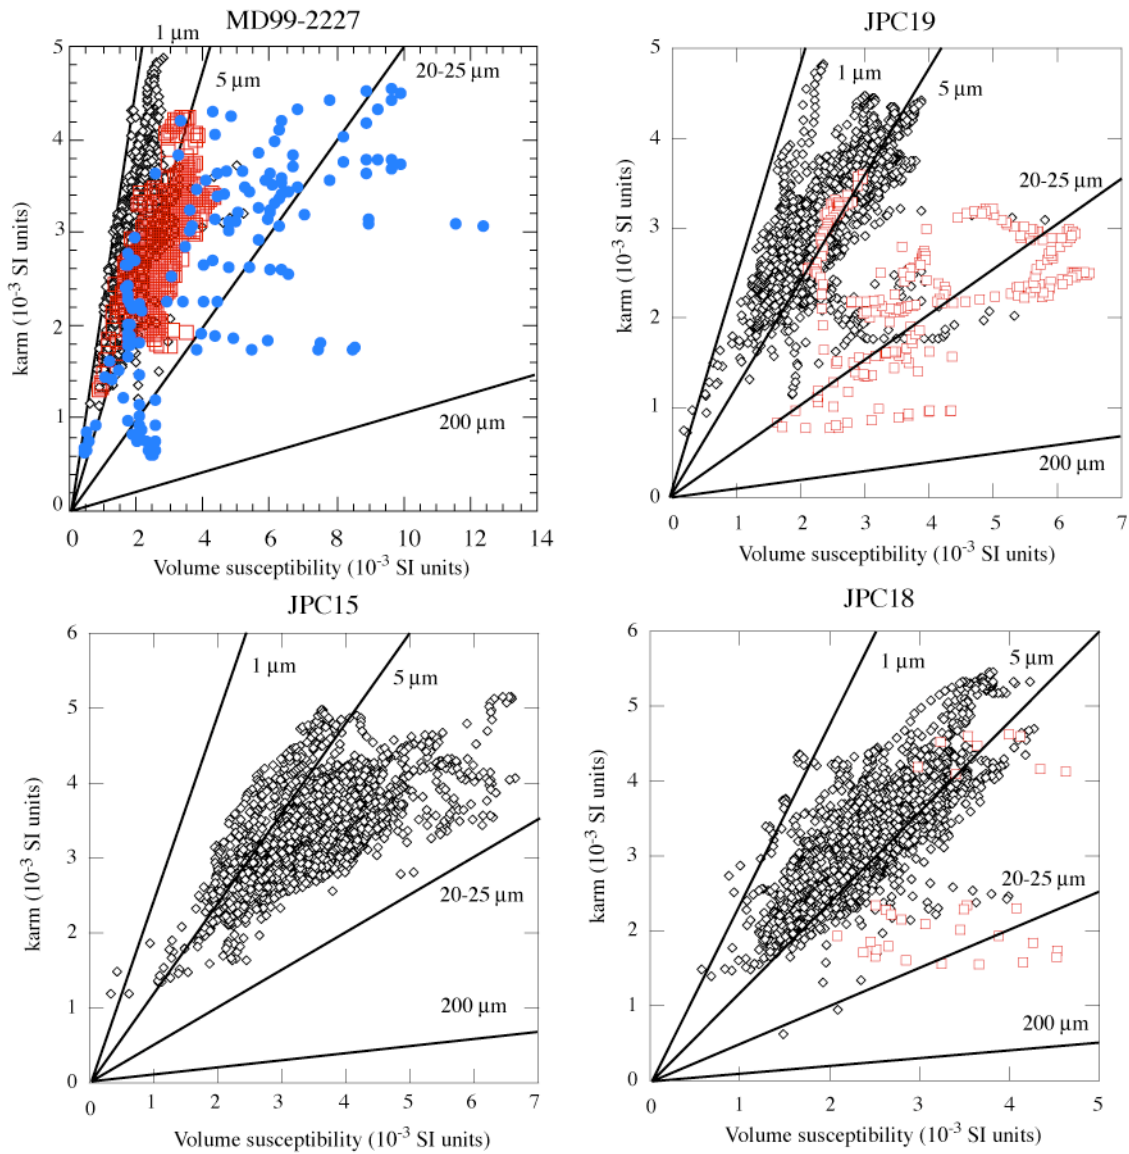 MD99-2227
1 µm
5 µm
20-25 µm
200 µm
karm (10⁻³ SI units)
5
4
3
2
1
0
0 2 4 6 8 10 12 14
Volume susceptibility (10⁻³ SI units)
JPC19
1 µm
5 µm
20-25 µm
200 µm
karm (10⁻³ SI units)
5
4
3
2
1
0
0 1 2 3 4 5 6 7
Volume susceptibility (10⁻³ SI units)
JPC15
1 µm
5 µm
20-25 µm
200 µm
karm (10⁻³ SI units)
6
5
4
3
2
1
0
0 1 2 3 4 5 6 7
Volume susceptibility (10⁻³ SI units)
JPC18
1 µm
5 µm
20-25 µm
200 µm
karm (10⁻³ SI units)
6
5
4
3
2
1
0
0 1 2 3 4 5
Volume susceptibility (10⁻³ SI units)